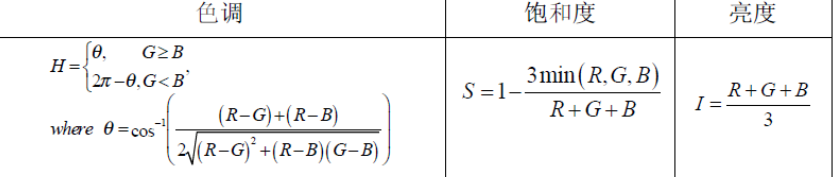 色调 饱和度 亮度
H = { θ, G ≥ B
2π − θ, G < B .
where θ = cos⁻¹( ((R−G)+(R−B)) / (2√((R−G)² + (R−B)(G−B))) )
S = 1 − 3min(R,G,B) / (R+G+B)
I = (R+G+B) / 3